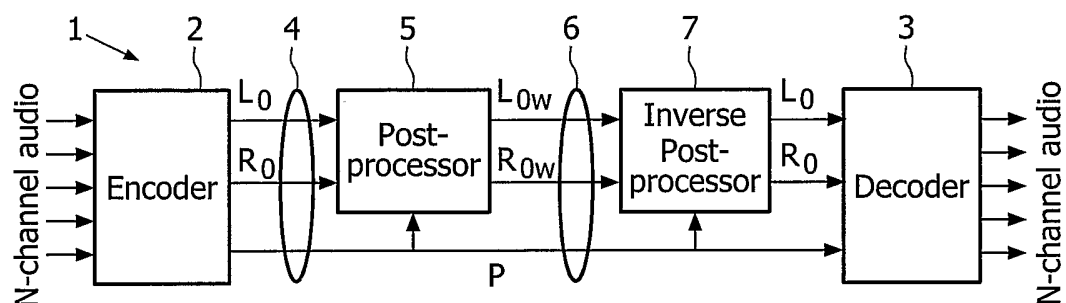 1
2
4
5
6
7
3
N-channel audio
Encoder
L0
R0
Post-
processor
L0W
R0W
Inverse
Post-
processor
L0
R0
Decoder
N-channel audio
P